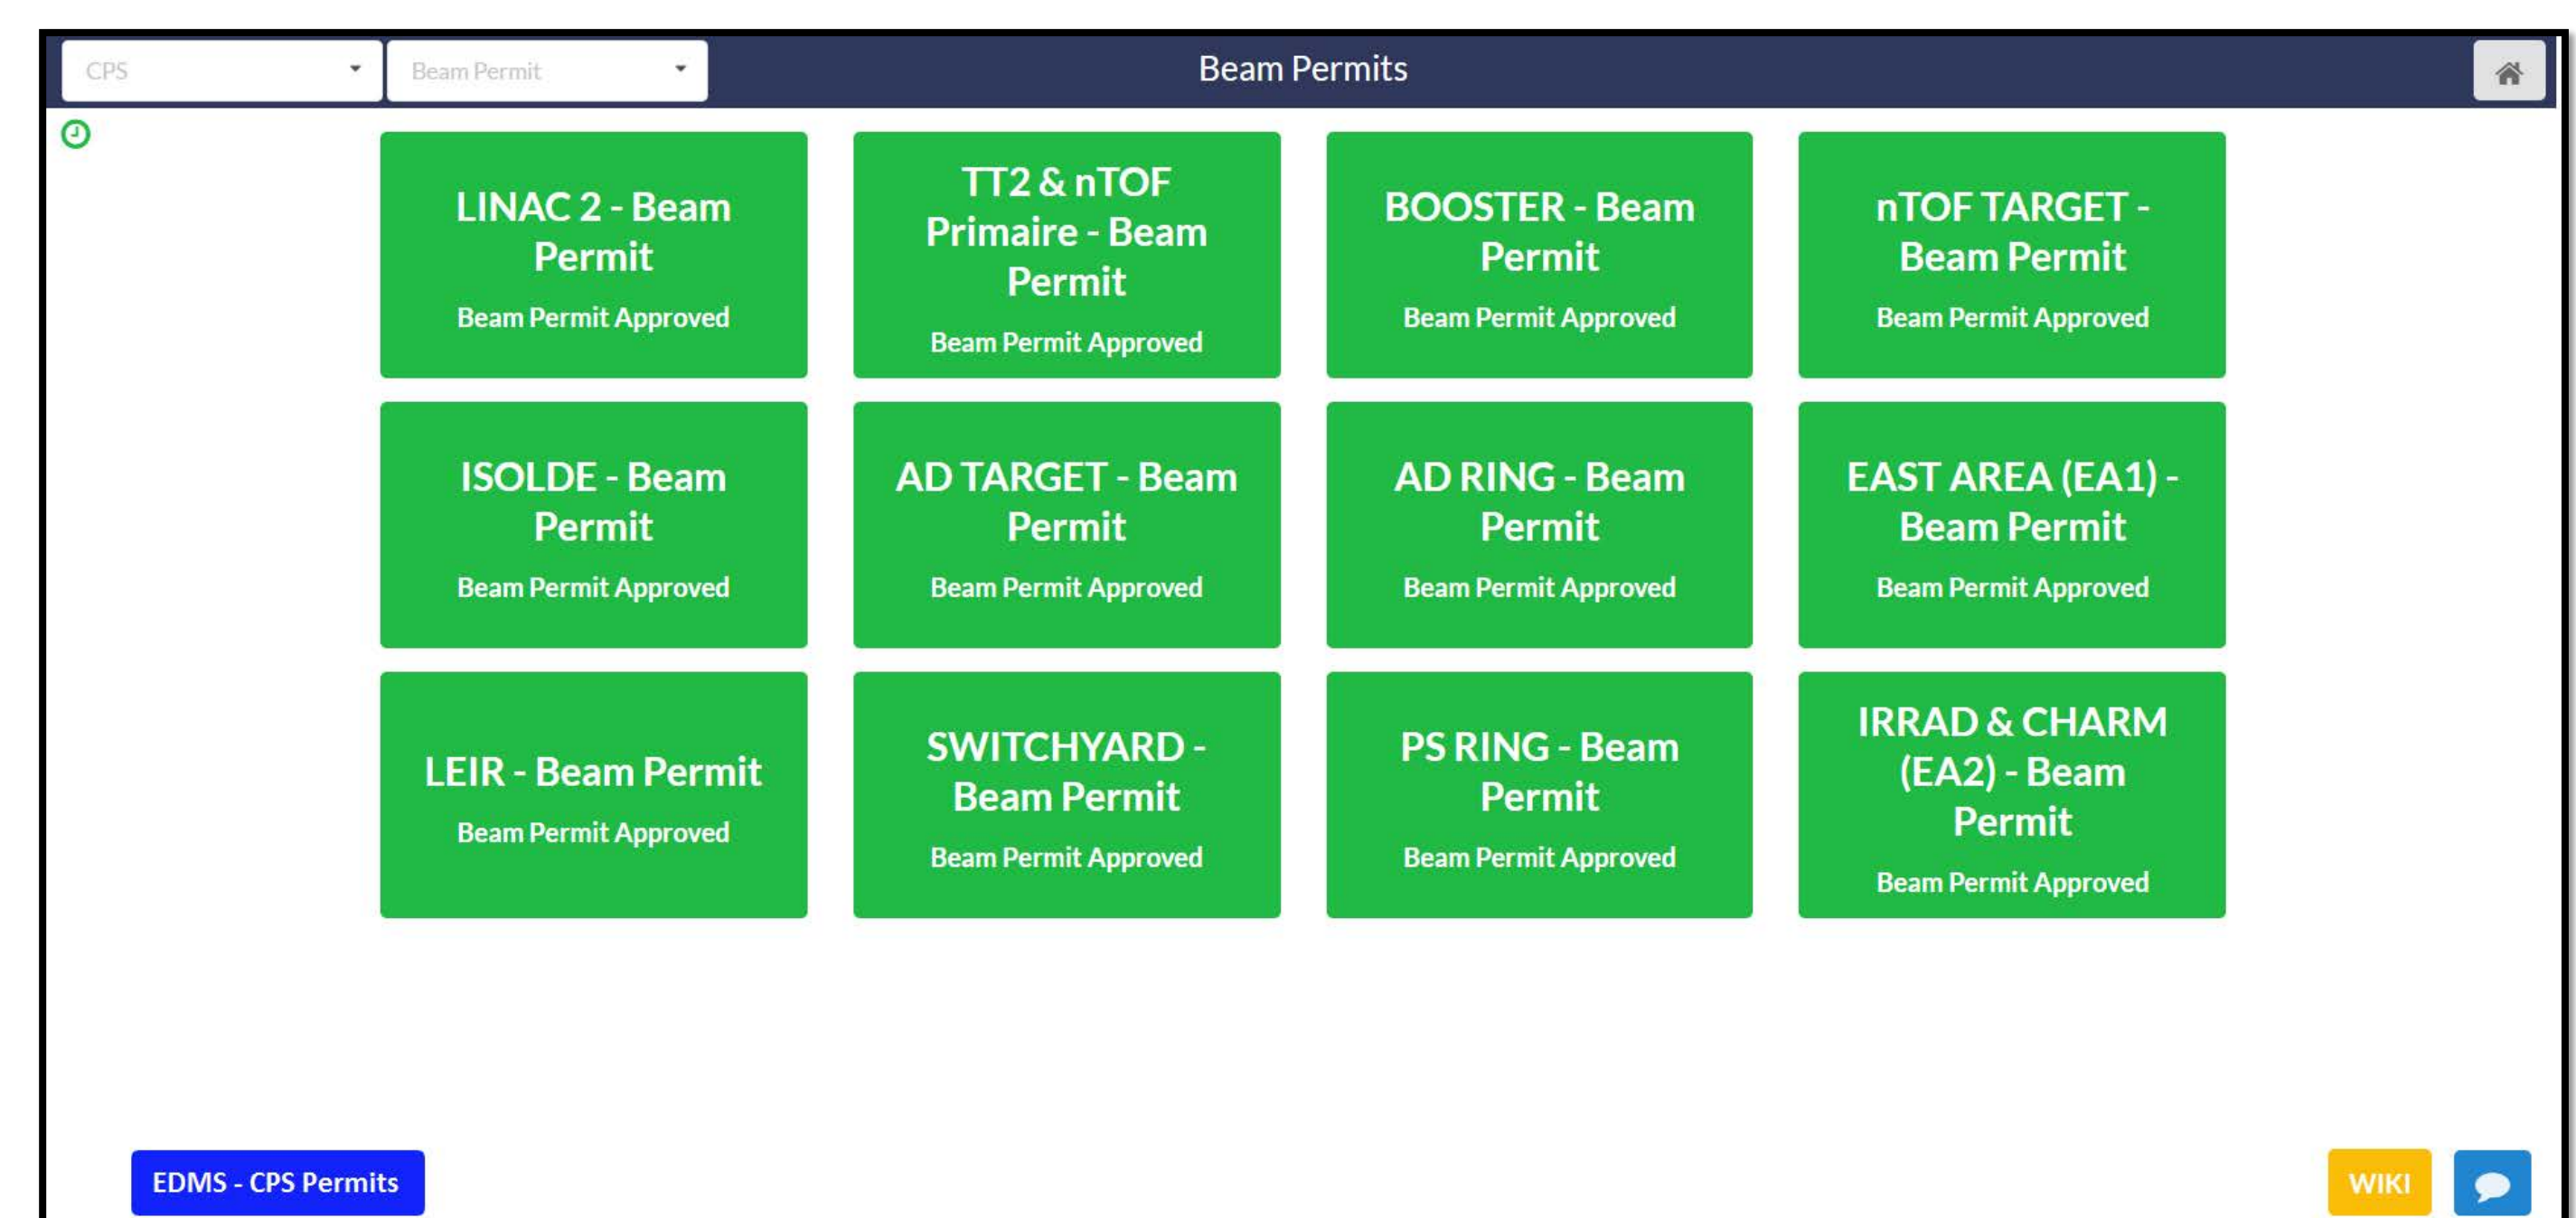 CPS
Beam Permit
Beam Permits
LINAC 2 - Beam
Permit
Beam Permit Approved
TT2 & nTOF
Primaire - Beam
Permit
Beam Permit Approved
BOOSTER - Beam
Permit
Beam Permit Approved
nTOF TARGET -
Beam Permit
Beam Permit Approved
ISOLDE - Beam
Permit
Beam Permit Approved
AD TARGET - Beam
Permit
Beam Permit Approved
AD RING - Beam
Permit
Beam Permit Approved
EAST AREA (EA1) -
Beam Permit
Beam Permit Approved
LEIR - Beam Permit
Beam Permit Approved
SWITCHYARD -
Beam Permit
Beam Permit Approved
PS RING - Beam
Permit
Beam Permit Approved
IRRAD & CHARM
(EA2) - Beam
Permit
Beam Permit Approved
EDMS - CPS Permits
WIKI